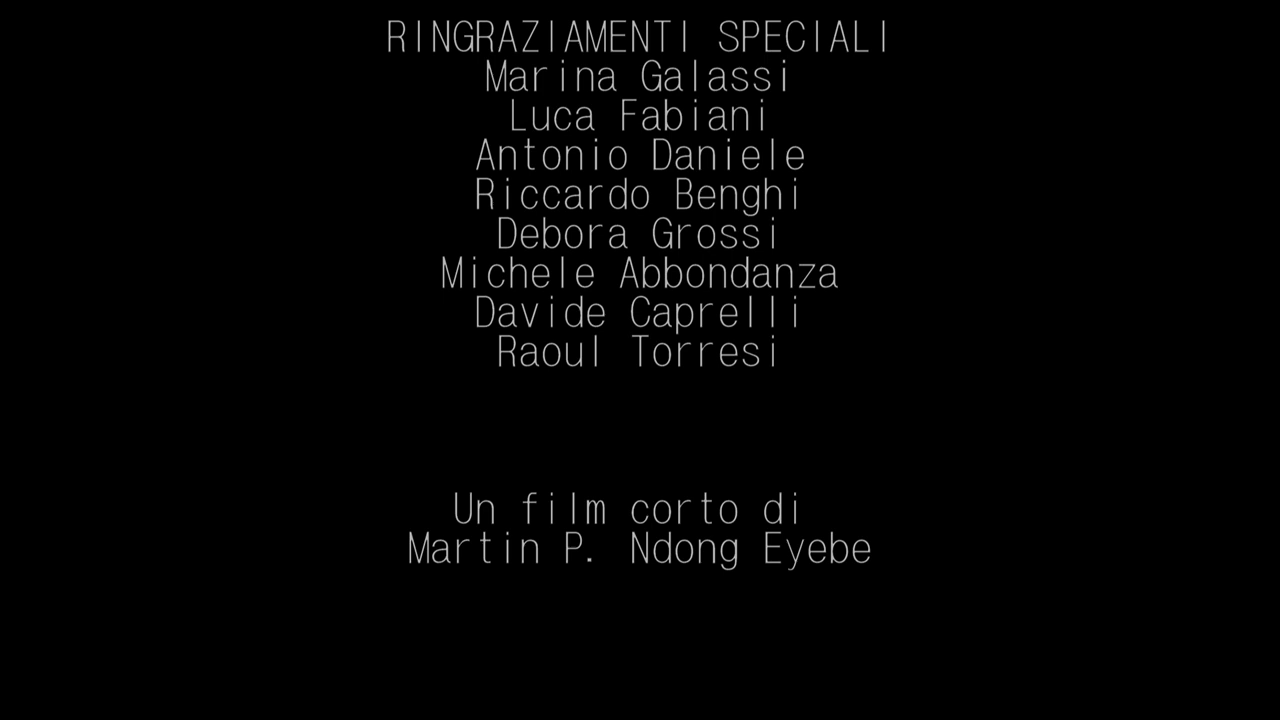 RINGRAZIAMENTI SPECIALI
Marina Galassi
Luca Fabiani
Antonio Daniele
Riccardo Benghi
Debora Grossi
Michele Abbondanza
Davide Caprelli
Raoul Torresi
Un film corto di
Martin P. Ndong Eyebe